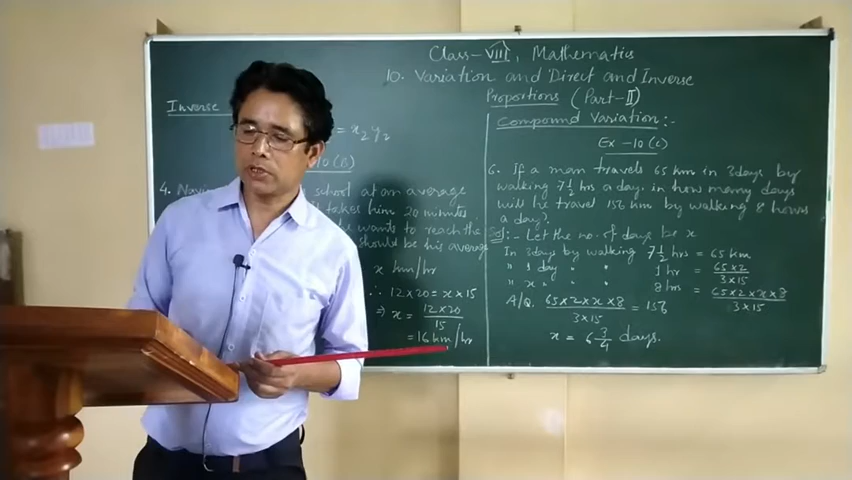 Class-VIII, Mathematics
10. Variation and Direct and Inverse
Proportions (Part-II)
Inverse
= x₂y₂
10(B)
4.
school at an average
it takes him 20 minutes
he wants to reach the
should be his average
x km/hr
∴ 12×20 = x×15
⇒ x = 12×20/15
= 16 km/hr
Compound Variation:-
Ex-10(c)
6. If a man travels 65 km in 3days by
walking 7½ hrs a day. in how many days
will he travel 156 km by walking 8 hours
a day).
Sol:- Let the no. of days be x
In 3days by walking 7½ hrs = 65 km
" 1 day " " 1 hr = 65×2/3×15
" x " " " 8 hrs = 65×2×x×8/3×15
A/Q. 65×2×x×8/3×15 = 156
x = 6 3/4 days.